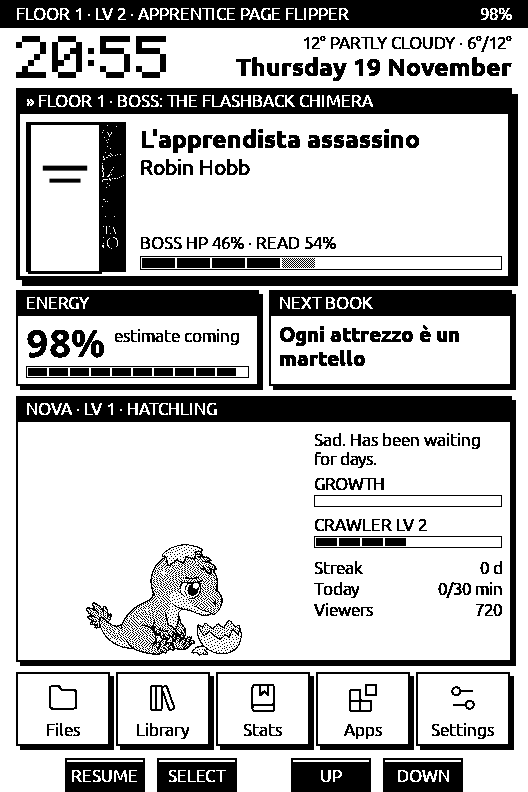 FLOOR 1 · LV 2 · APPRENTICE PAGE FLIPPER 98%
20:55
12° PARTLY CLOUDY · 6°/12°
Thursday 19 November
» FLOOR 1 · BOSS: THE FLASHBACK CHIMERA
L'apprendista assassino
Robin Hobb
BOSS HP 46% · READ 54%
ENERGY
98% estimate coming
NEXT BOOK
Ogni attrezzo è un
martello
NOVA · LV 1 · HATCHLING
Sad. Has been waiting
for days.
GROWTH
CRAWLER LV 2
Streak 0 d
Today 0/30 min
Viewers 720
Files Library Stats Apps Settings
RESUME SELECT UP DOWN